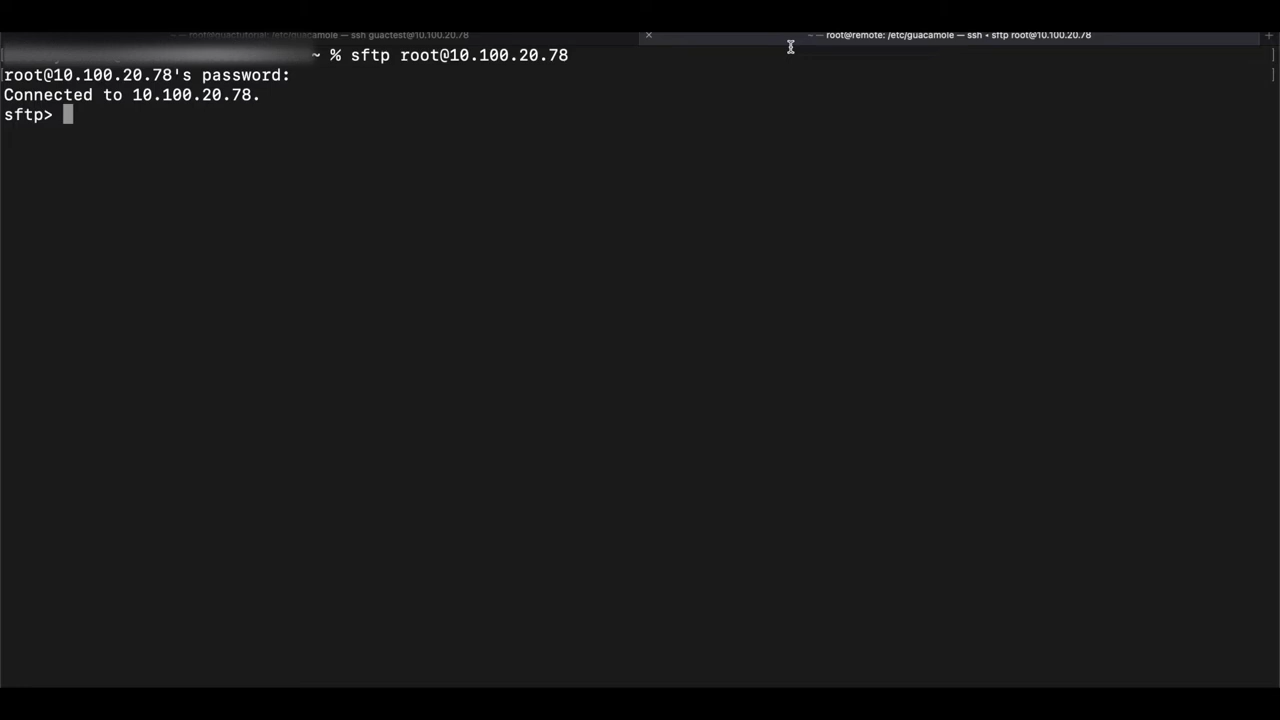 ~ — root@guactutorial: /etc/guacamole — ssh guactest@10.100.20.78
~ — root@remote: /etc/guacamole — ssh • sftp root@10.100.20.78
~ % sftp root@10.100.20.78
root@10.100.20.78's password:
Connected to 10.100.20.78.
sftp>